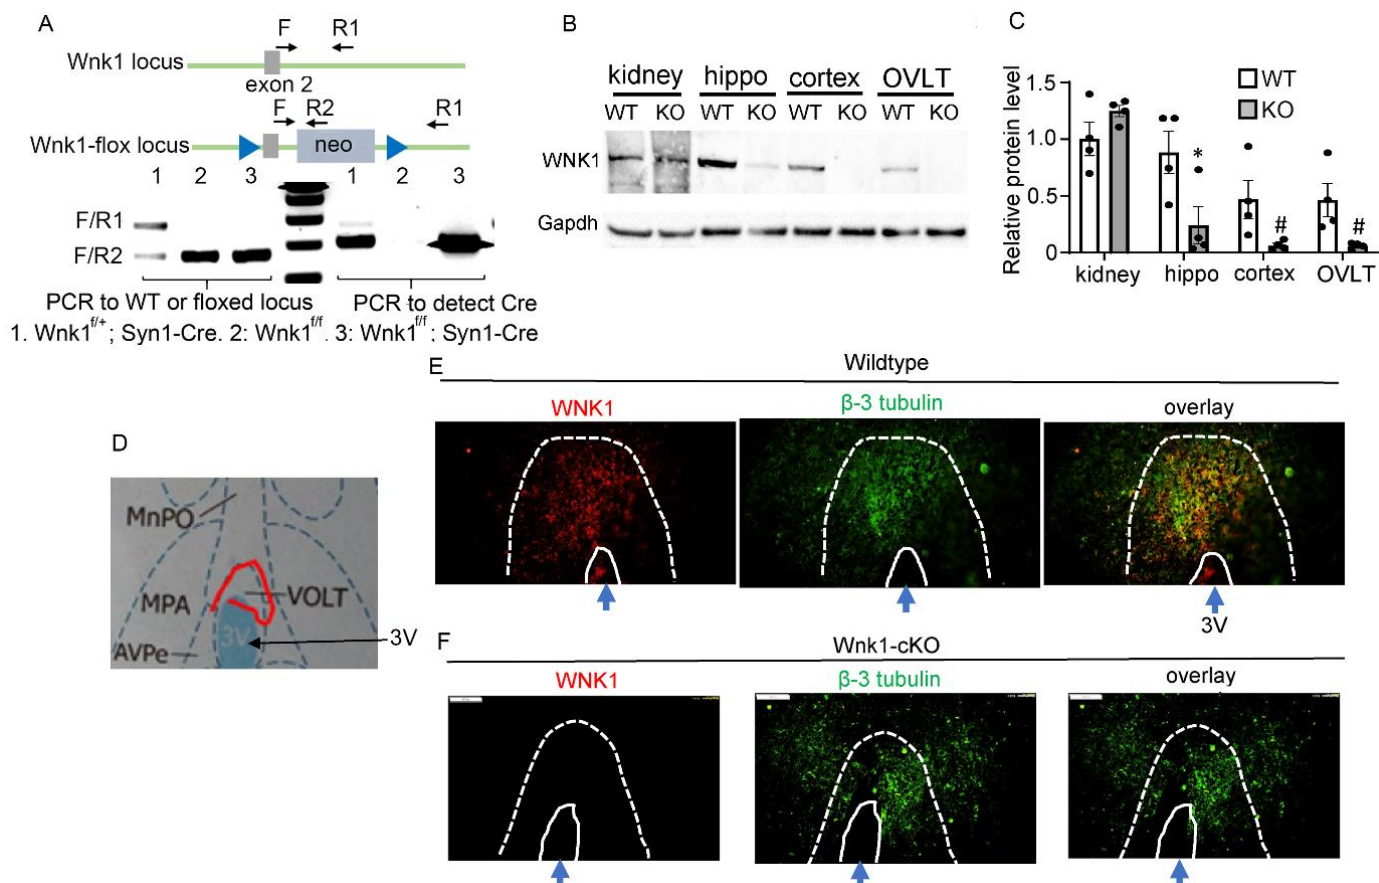 A
F
R1
Wnk1 locus
exon 2
F
R2
R1
Wnk1-flox locus
neo
1 2 3 1 2 3
F/R1
F/R2
PCR to WT or floxed locus
PCR to detect Cre
1. Wnk1f/+; Syn1-Cre. 2: Wnk1f/f. 3: Wnk1f/f; Syn1-Cre
B
kidney hippo cortex OVLT
WT KO WT KO WT KO WT KO
WNK1
Gapdh
C
Relative protein level
1.5
1.0
0.5
0
WT
KO
*
#
#
kidney hippo cortex OVLT
D
MnPO
MPA
VOLT
3V
3V
AVPe
E
Wildtype
WNK1
β-3 tubulin
overlay
3V
F
Wnk1-cKO
WNK1
β-3 tubulin
overlay